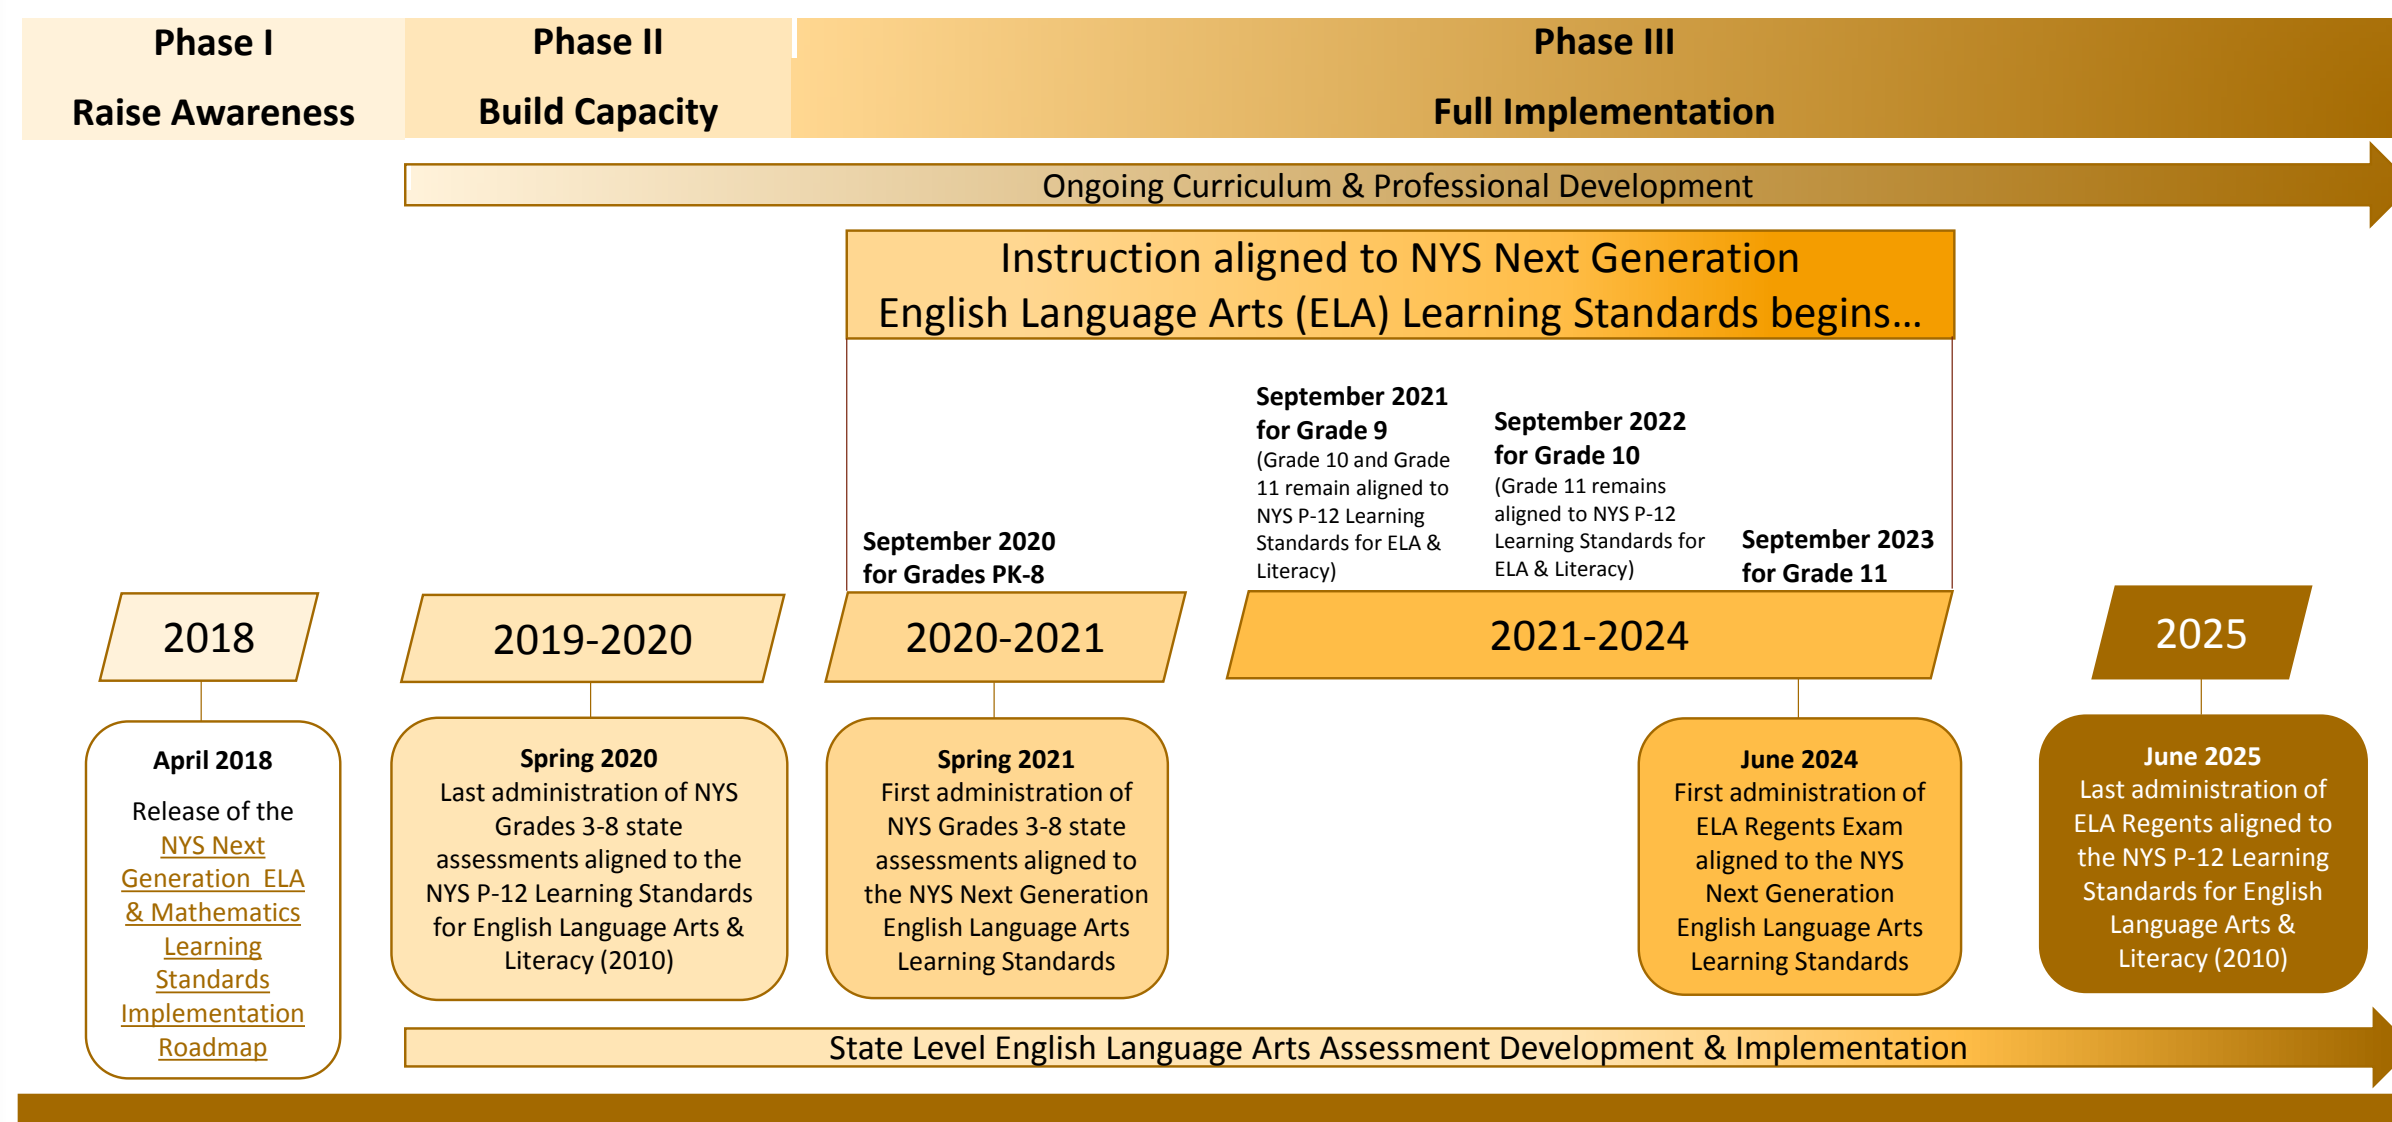 Phase I
Raise Awareness
Phase II
Build Capacity
Phase III
Full Implementation
Ongoing Curriculum & Professional Development
Instruction aligned to NYS Next Generation
English Language Arts (ELA) Learning Standards begins…
September 2020
for Grades PK-8
September 2021
for Grade 9
(Grade 10 and Grade
11 remain aligned to
NYS P-12 Learning
Standards for ELA &
Literacy)
September 2022
for Grade 10
(Grade 11 remains
aligned to NYS P-12
Learning Standards for
ELA & Literacy)
September 2023
for Grade 11
2018
2019-2020
2020-2021
2021-2024
2025
April 2018
Release of the
NYS Next
Generation ELA
& Mathematics
Learning
Standards
Implementation
Roadmap
Spring 2020
Last administration of NYS
Grades 3-8 state
assessments aligned to the
NYS P-12 Learning Standards
for English Language Arts &
Literacy (2010)
Spring 2021
First administration of
NYS Grades 3-8 state
assessments aligned to
the NYS Next Generation
English Language Arts
Learning Standards
June 2024
First administration of
ELA Regents Exam
aligned to the NYS
Next Generation
English Language Arts
Learning Standards
June 2025
Last administration of
ELA Regents aligned to
the NYS P-12 Learning
Standards for English
Language Arts &
Literacy (2010)
State Level English Language Arts Assessment Development & Implementation